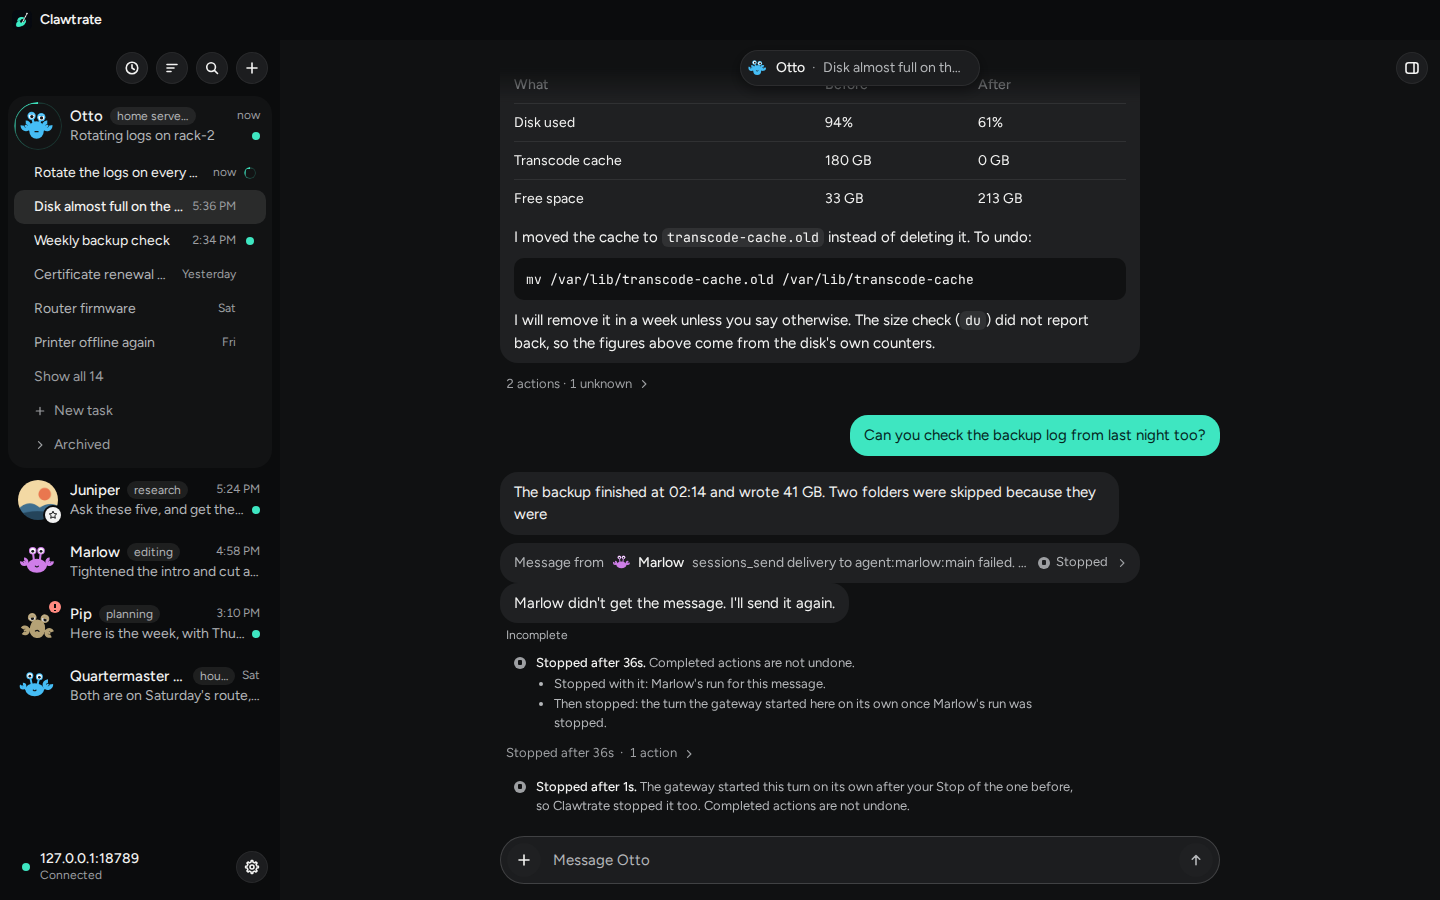 Clawtrate
Otto · Disk almost full on th...
Otto home serve... now
Rotating logs on rack-2
Rotate the logs on every ... now
Disk almost full on the ... 5:36 PM
Weekly backup check 2:34 PM
Certificate renewal ... Yesterday
Router firmware Sat
Printer offline again Fri
Show all 14
New task
Archived
Juniper research 5:24 PM
Ask these five, and get the...
Marlow editing 4:58 PM
Tightened the intro and cut a...
Pip planning 3:10 PM
Here is the week, with Thu...
Quartermaster ... hou... Sat
Both are on Saturday's route,...
127.0.0.1:18789
Connected
What Before After
Disk used 94% 61%
Transcode cache 180 GB 0 GB
Free space 33 GB 213 GB
I moved the cache to transcode-cache.old instead of deleting it. To undo:
mv /var/lib/transcode-cache.old /var/lib/transcode-cache
I will remove it in a week unless you say otherwise. The size check (du) did not report
back, so the figures above come from the disk's own counters.
2 actions · 1 unknown
Can you check the backup log from last night too?
The backup finished at 02:14 and wrote 41 GB. Two folders were skipped because they
were
Message from Marlow sessions_send delivery to agent:marlow:main failed. ... Stopped
Marlow didn't get the message. I'll send it again.
Incomplete
Stopped after 36s. Completed actions are not undone.
• Stopped with it: Marlow's run for this message.
• Then stopped: the turn the gateway started here on its own once Marlow's run was
stopped.
Stopped after 36s · 1 action
Stopped after 1s. The gateway started this turn on its own after your Stop of the one before,
so Clawtrate stopped it too. Completed actions are not undone.
Message Otto